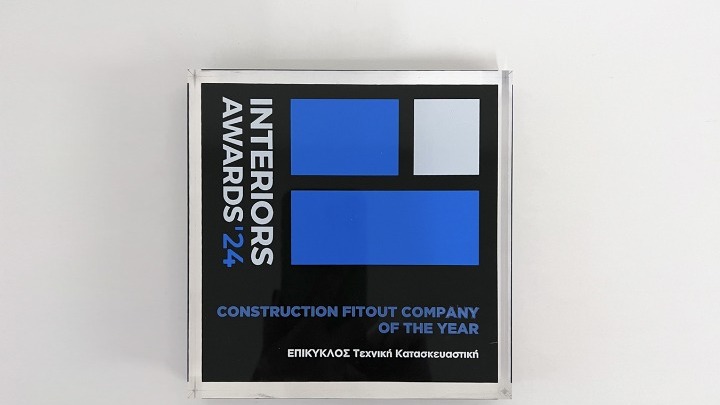 INTERIORS
AWARDS '24
CONSTRUCTION FITOUT COMPANY
OF THE YEAR
ΕΠΙΚΥΚΛΟΣ Τεχνική Κατασκευαστική